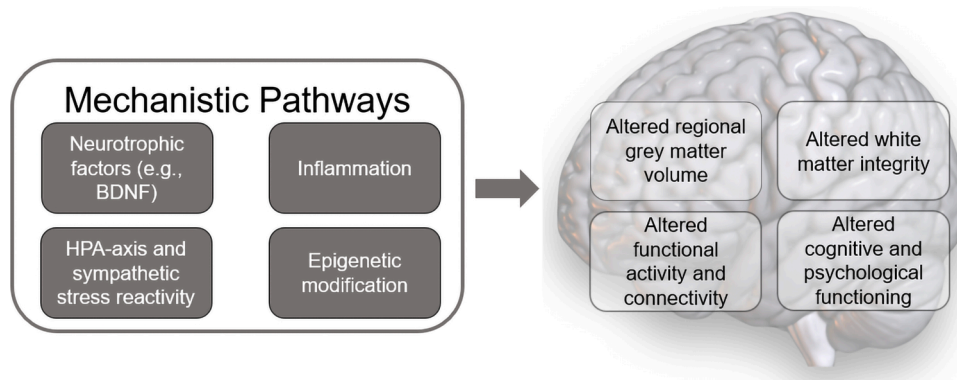 Mechanistic Pathways
Neurotrophic
factors (e.g.,
BDNF)
Inflammation
HPA-axis and
sympathetic
stress reactivity
Epigenetic
modification
Altered regional
grey matter
volume
Altered white
matter integrity
Altered
functional
activity and
connectivity
Altered
cognitive and
psychological
functioning